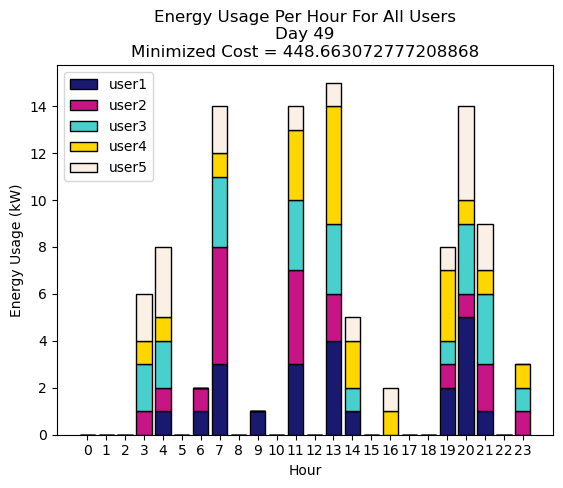 Energy Usage Per Hour For All Users
Day 49
Minimized Cost = 448.663072777208868
user1
user2
user3
user4
user5
Energy Usage (kW)
14
12
10
8
6
4
2
0
0 1 2 3 4 5 6 7 8 9 10 11 12 13 14 15 16 17 18 19 20 21 22 23
Hour